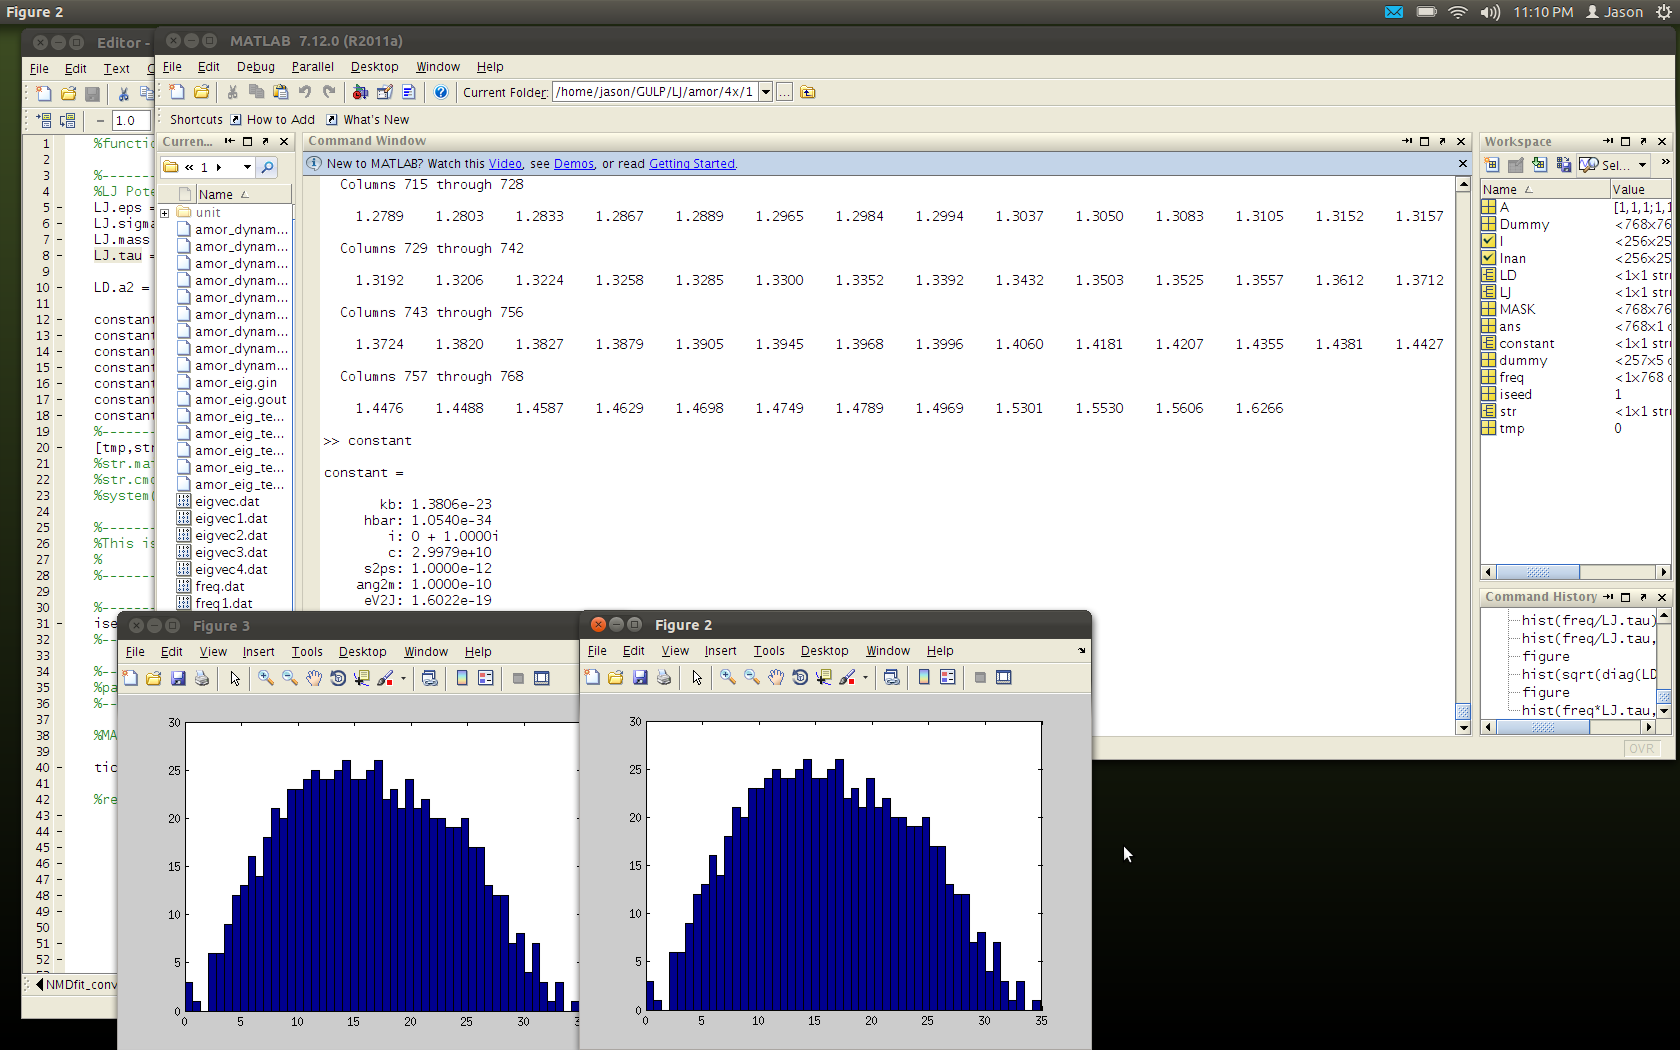 Figure 2
11:10 PM Jason
Editor -
File Edit Text
1.0
1 %functio
2
3 %-------
4 %LJ Pote
5 - LJ.eps =
6 - LJ.sigma
7 - LJ.mass
8 - LJ.tau =
9
10 - LD.a2 =
11
12 - constant
13 - constant
14 - constant
15 - constant
16 - constant
17 - constant
18 - constant
19 %-------
20 - [tmp,str
21 %str.mat
22 %str.cmd
23 %system(
24
25 %-------
26 %This is
27 %
28 %-------
29
30 %-------
31 - ise
32 %--
33
34 %--
35 %pa
36 %--
37
38 %MA
39
40 - tic
41
42 %re
43 -
44 -
45 -
46 -
47 -
48 -
49 -
50 -
51 -
52 -
NMDfit_conv
MATLAB 7.12.0 (R2011a)
File Edit Debug Parallel Desktop Window Help
Current Folder: /home/jason/GULP/LJ/amor/4x/1 ...
Shortcuts How to Add What's New
Curren...
« 1
Name
unit
amor_dynam...
amor_dynam...
amor_dynam...
amor_dynam...
amor_dynam...
amor_dynam...
amor_dynam...
amor_dynam...
amor_dynam...
amor_eig.gin
amor_eig.gout
amor_eig_te...
amor_eig_te...
amor_eig_te...
amor_eig_te...
amor_eig_te...
eigvec.dat
eigvec1.dat
eigvec2.dat
eigvec3.dat
eigvec4.dat
freq.dat
freq1.dat
Command Window
New to MATLAB? Watch this Video, see Demos, or read Getting Started.
Columns 715 through 728
1.2789 1.2803 1.2833 1.2867 1.2889 1.2965 1.2984 1.2994 1.3037 1.3050 1.3083 1.3105 1.3152 1.3157
Columns 729 through 742
1.3192 1.3206 1.3224 1.3258 1.3285 1.3300 1.3352 1.3392 1.3432 1.3503 1.3525 1.3557 1.3612 1.3712
Columns 743 through 756
1.3724 1.3820 1.3827 1.3879 1.3905 1.3945 1.3968 1.3996 1.4060 1.4181 1.4207 1.4355 1.4381 1.4427
Columns 757 through 768
1.4476 1.4488 1.4587 1.4629 1.4698 1.4749 1.4789 1.4969 1.5301 1.5530 1.5606 1.6266
>> constant
constant =
kb: 1.3806e-23
hbar: 1.0540e-34
i: 0 + 1.0000i
c: 2.9979e+10
s2ps: 1.0000e-12
ang2m: 1.0000e-10
eV2J: 1.6022e-19
Workspace
Sel... »
Name Value
A [1,1,1;1,1
Dummy <768x76
I <256x25
Inan <256x25
LD <1x1 stru
LJ <1x1 stru
MASK <768x76
ans <768x1 d
constant <1x1 stru
dummy <257x5 d
freq <1x768 d
iseed 1
str <1x1 stru
tmp 0
Command History
hist(freq/LJ.tau)
hist(freq/LJ.tau,
figure
hist(sqrt(diag(LD
figure
hist(freq*LJ.tau,
OVR
Figure 3
File Edit View Insert Tools Desktop Window Help
30
25
20
15
10
5
0
0 5 10 15 20 25 30
Figure 2
File Edit View Insert Tools Desktop Window Help
30
25
20
15
10
5
0
0 5 10 15 20 25 30 35